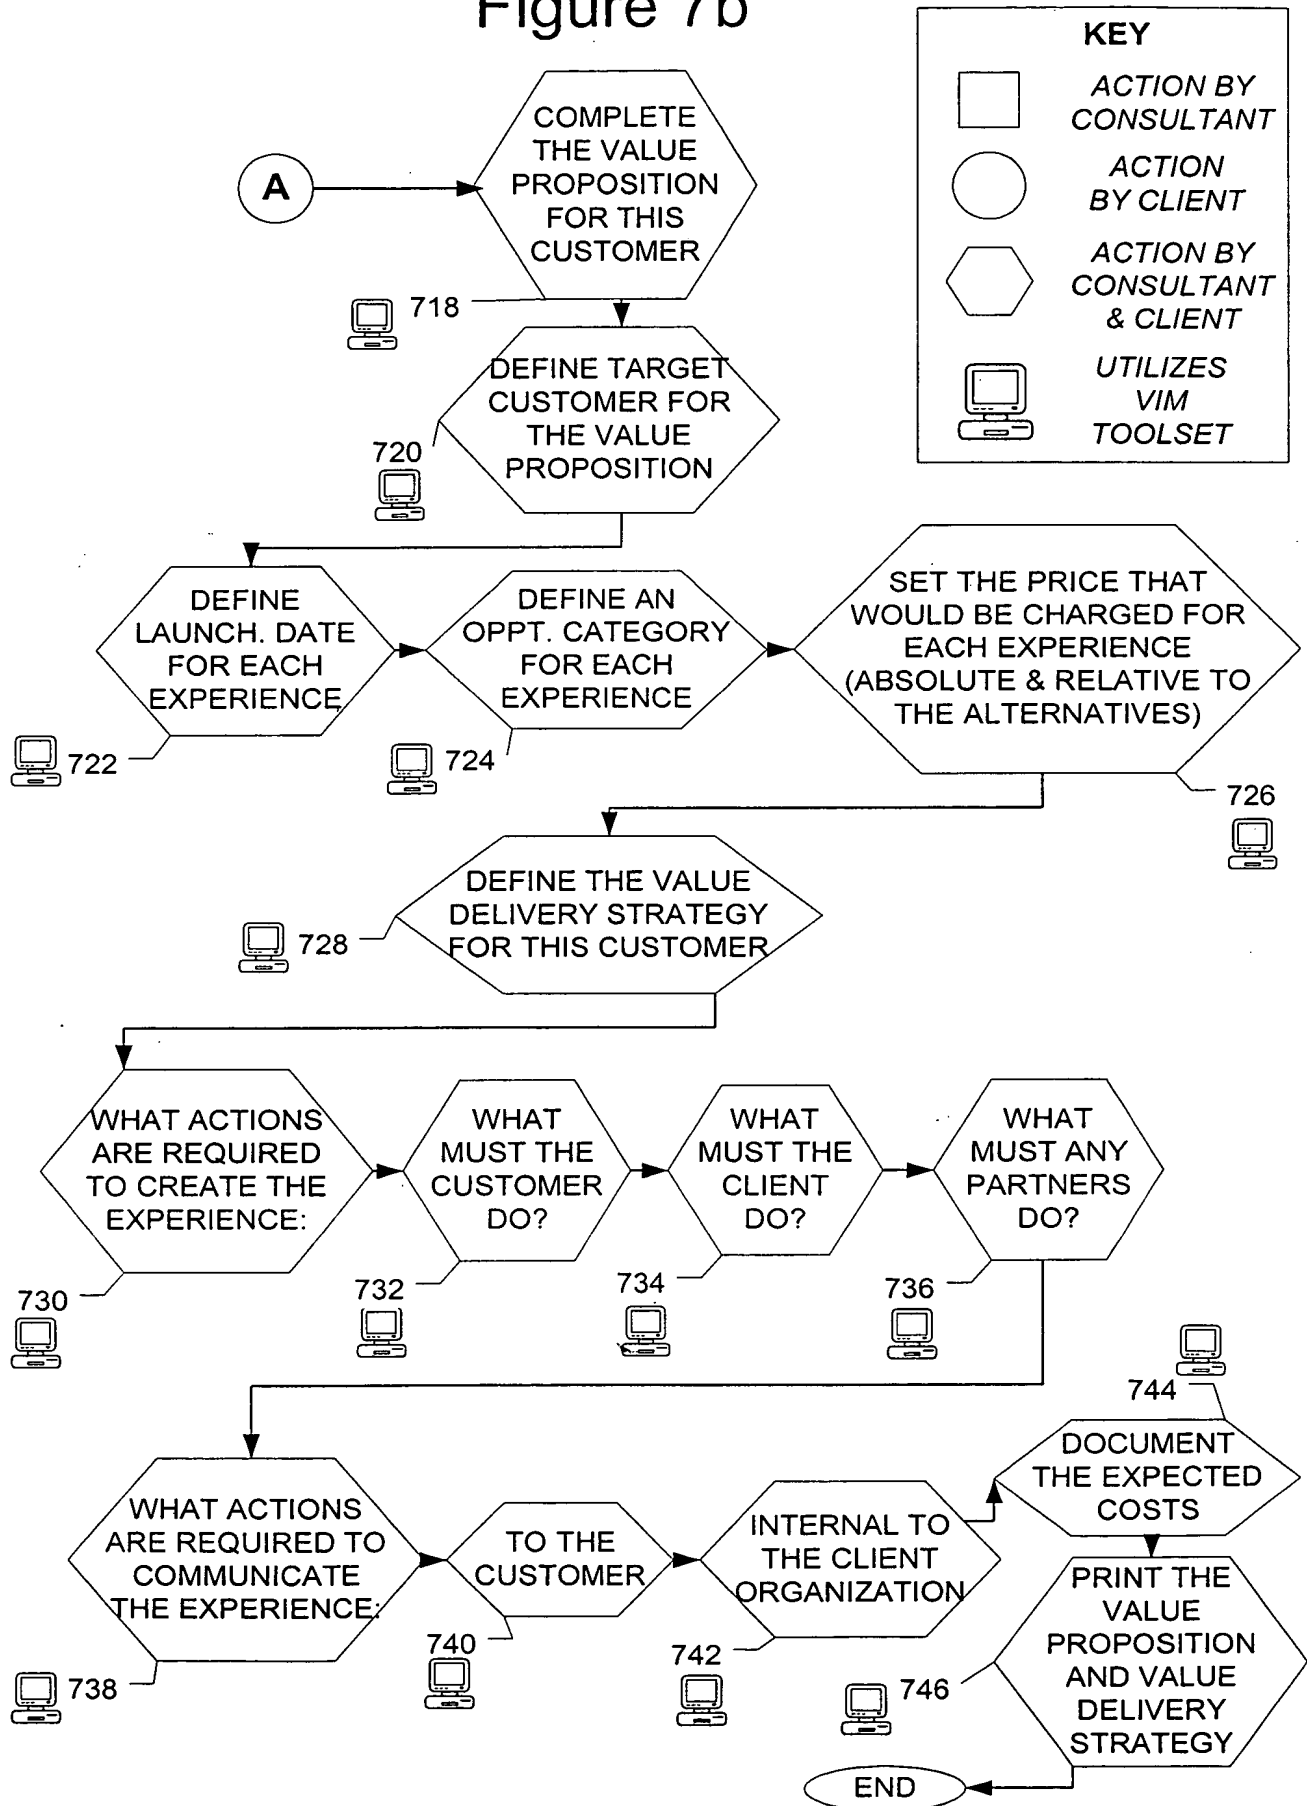 Figure 7b
KEY
ACTION BY
CONSULTANT
ACTION
BY CLIENT
ACTION BY
CONSULTANT
& CLIENT
UTILIZES
VIM
TOOLSET
A
COMPLETE
THE VALUE
PROPOSITION
FOR THIS
CUSTOMER
718
DEFINE TARGET
CUSTOMER FOR
THE VALUE
PROPOSITION
720
DEFINE
LAUNCH. DATE
FOR EACH
EXPERIENCE
722
DEFINE AN
OPPT. CATEGORY
FOR EACH
EXPERIENCE
724
SET THE PRICE THAT
WOULD BE CHARGED FOR
EACH EXPERIENCE
(ABSOLUTE & RELATIVE TO
THE ALTERNATIVES)
726
DEFINE THE VALUE
DELIVERY STRATEGY
FOR THIS CUSTOMER
728
WHAT ACTIONS
ARE REQUIRED
TO CREATE THE
EXPERIENCE:
730
WHAT
MUST THE
CUSTOMER
DO?
732
WHAT
MUST THE
CLIENT
DO?
734
WHAT
MUST ANY
PARTNERS
DO?
736
WHAT ACTIONS
ARE REQUIRED TO
COMMUNICATE
THE EXPERIENCE:
738
TO THE
CUSTOMER
740
INTERNAL TO
THE CLIENT
ORGANIZATION
742
744
DOCUMENT
THE EXPECTED
COSTS
PRINT THE
VALUE
PROPOSITION
AND VALUE
DELIVERY
STRATEGY
746
END